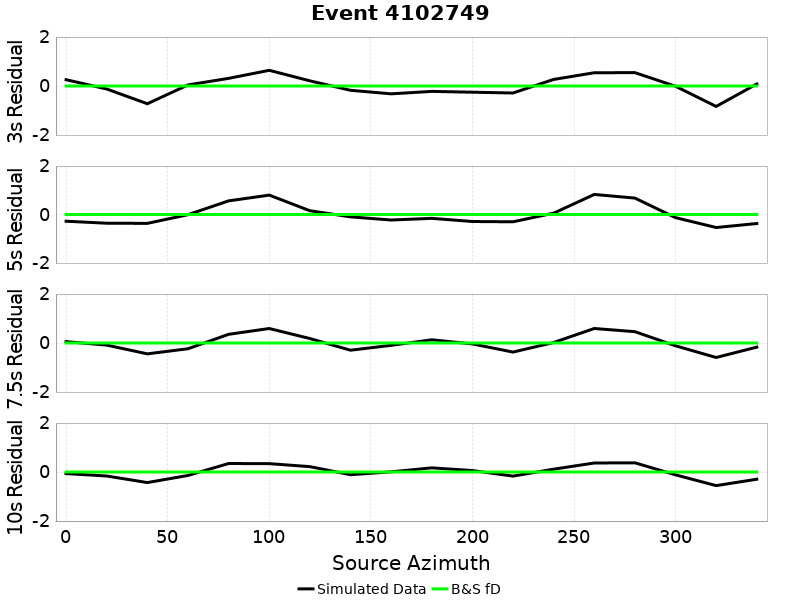 Event 4102749
3s Residual
2
0
-2
5s Residual
2
0
-2
7.5s Residual
2
0
-2
10s Residual
2
0
-2
0 50 100 150 200 250 300
Source Azimuth
Simulated Data B&S fD